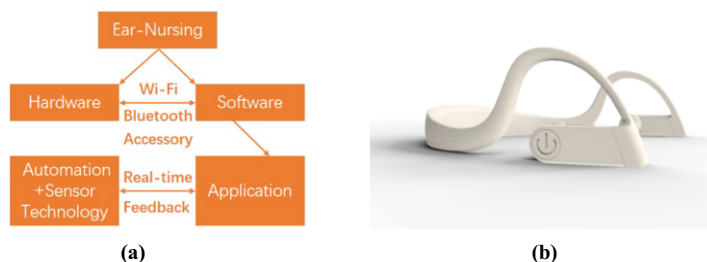 Ear-Nursing
Wi-Fi
Hardware
Software
Bluetooth
Accessory
Automation
+Sensor
Technology
Real-time
Feedback
Application
(a)
(b)